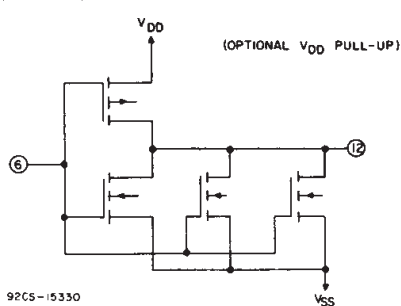 VDD
(OPTIONAL VDD PULL-UP)
6
12
92CS-15330
VSS